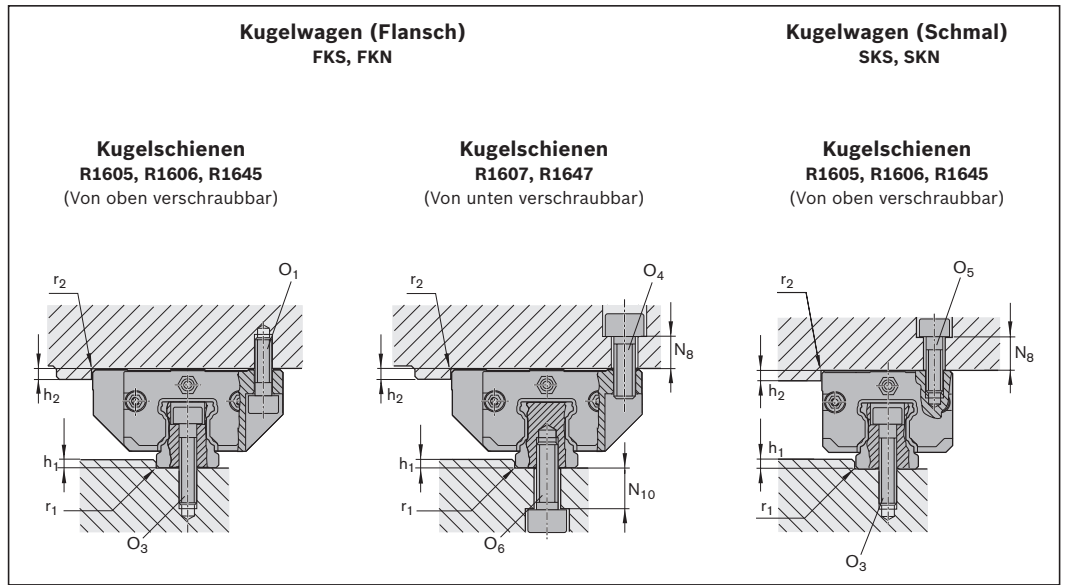 Kugelwagen (Flansch)
FKS, FKN
Kugelwagen (Schmal)
SKS, SKN
Kugelschienen
R1605, R1606, R1645
(Von oben verschraubbar)
Kugelschienen
R1607, R1647
(Von unten verschraubbar)
Kugelschienen
R1605, R1606, R1645
(Von oben verschraubbar)
r2
O1
h2
h1
r1
O3
r2
O4
N8
h2
h1
r1
N10
O6
r2
O5
N8
h2
h1
r1
O3